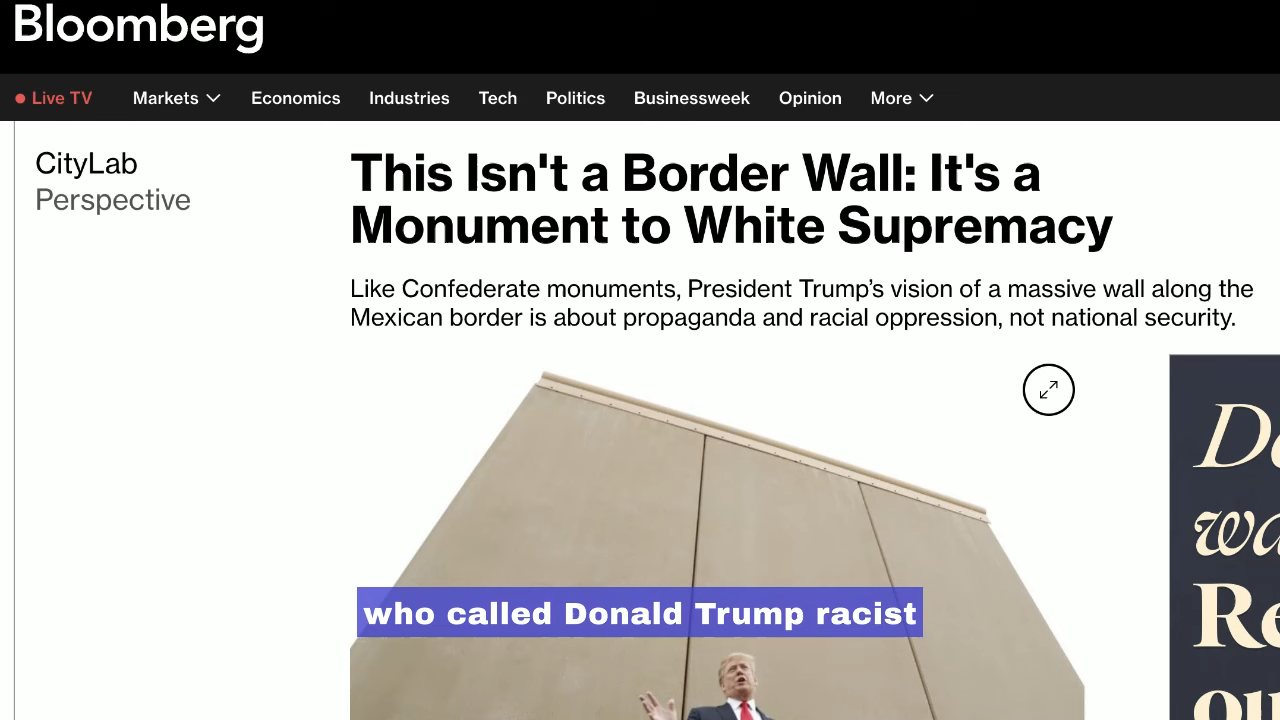 Bloomberg
Live TV Markets Economics Industries Tech Politics Businessweek Opinion More
CityLab
Perspective
This Isn't a Border Wall: It's a
Monument to White Supremacy
Like Confederate monuments, President Trump’s vision of a massive wall along the
Mexican border is about propaganda and racial oppression, not national security.
who called Donald Trump racist